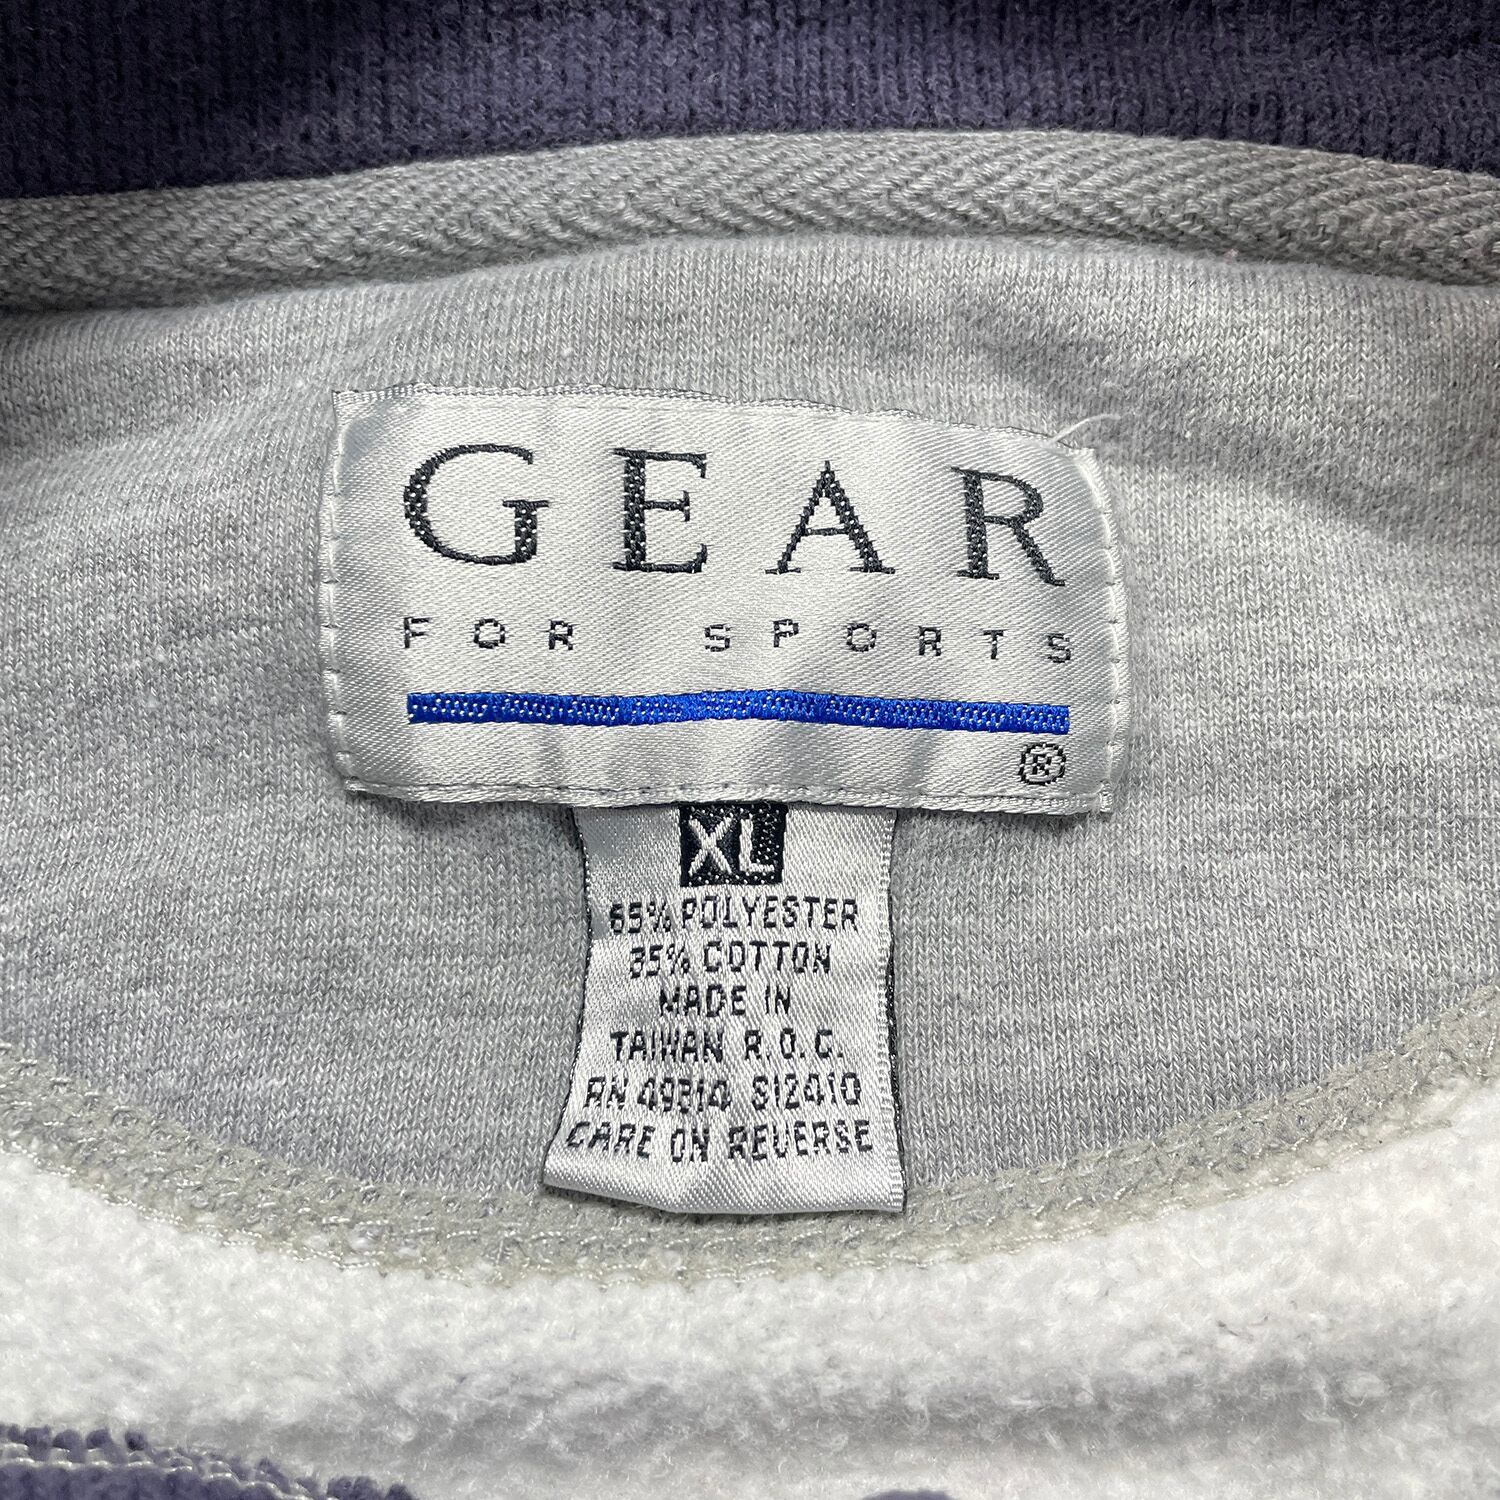 GEAR
FOR SPORTS
®
XL
65% POLYESTER
35% COTTON
MADE IN
TAIWAN R.O.C.
RN 49314 S12410
CARE ON REVERSE